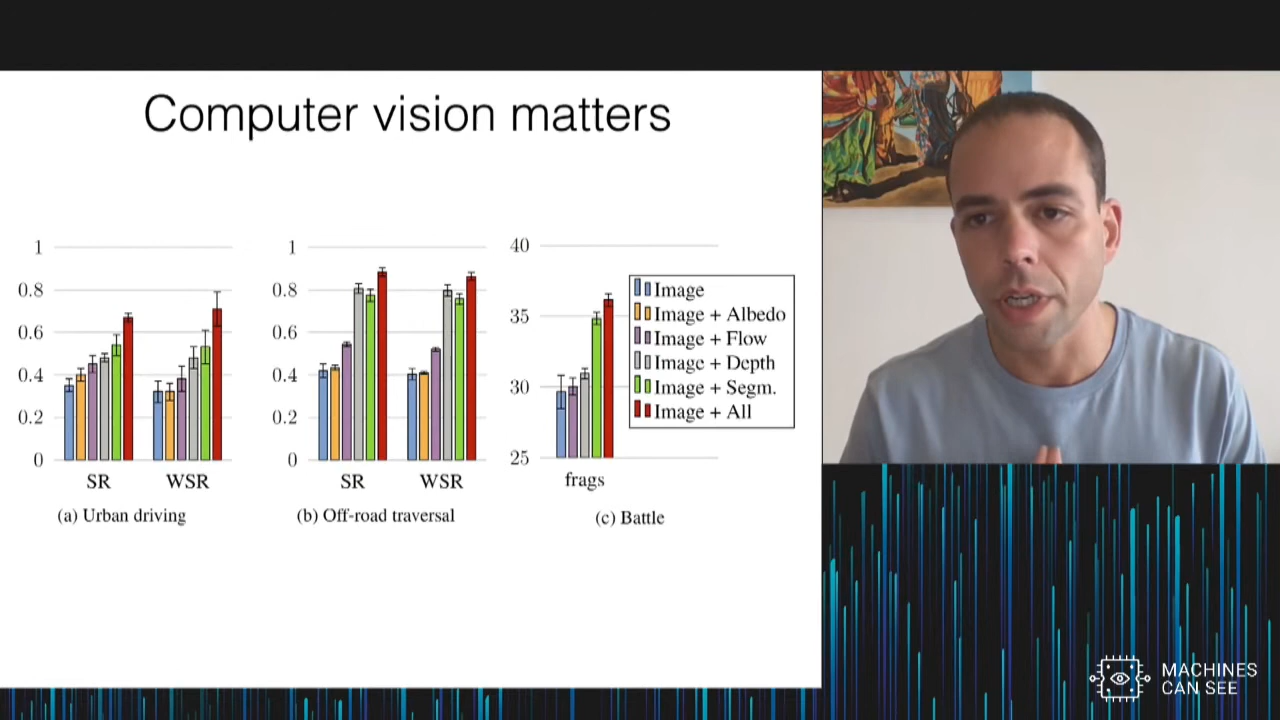 Computer vision matters
1
0.8
0.6
0.4
0.2
0
SR
WSR
(a) Urban driving
1
0.8
0.6
0.4
0.2
0
SR
WSR
(b) Off-road traversal
40
35
30
25
frags
(c) Battle
Image
Image + Albedo
Image + Flow
Image + Depth
Image + Segm.
Image + All
MACHINES
CAN SEE